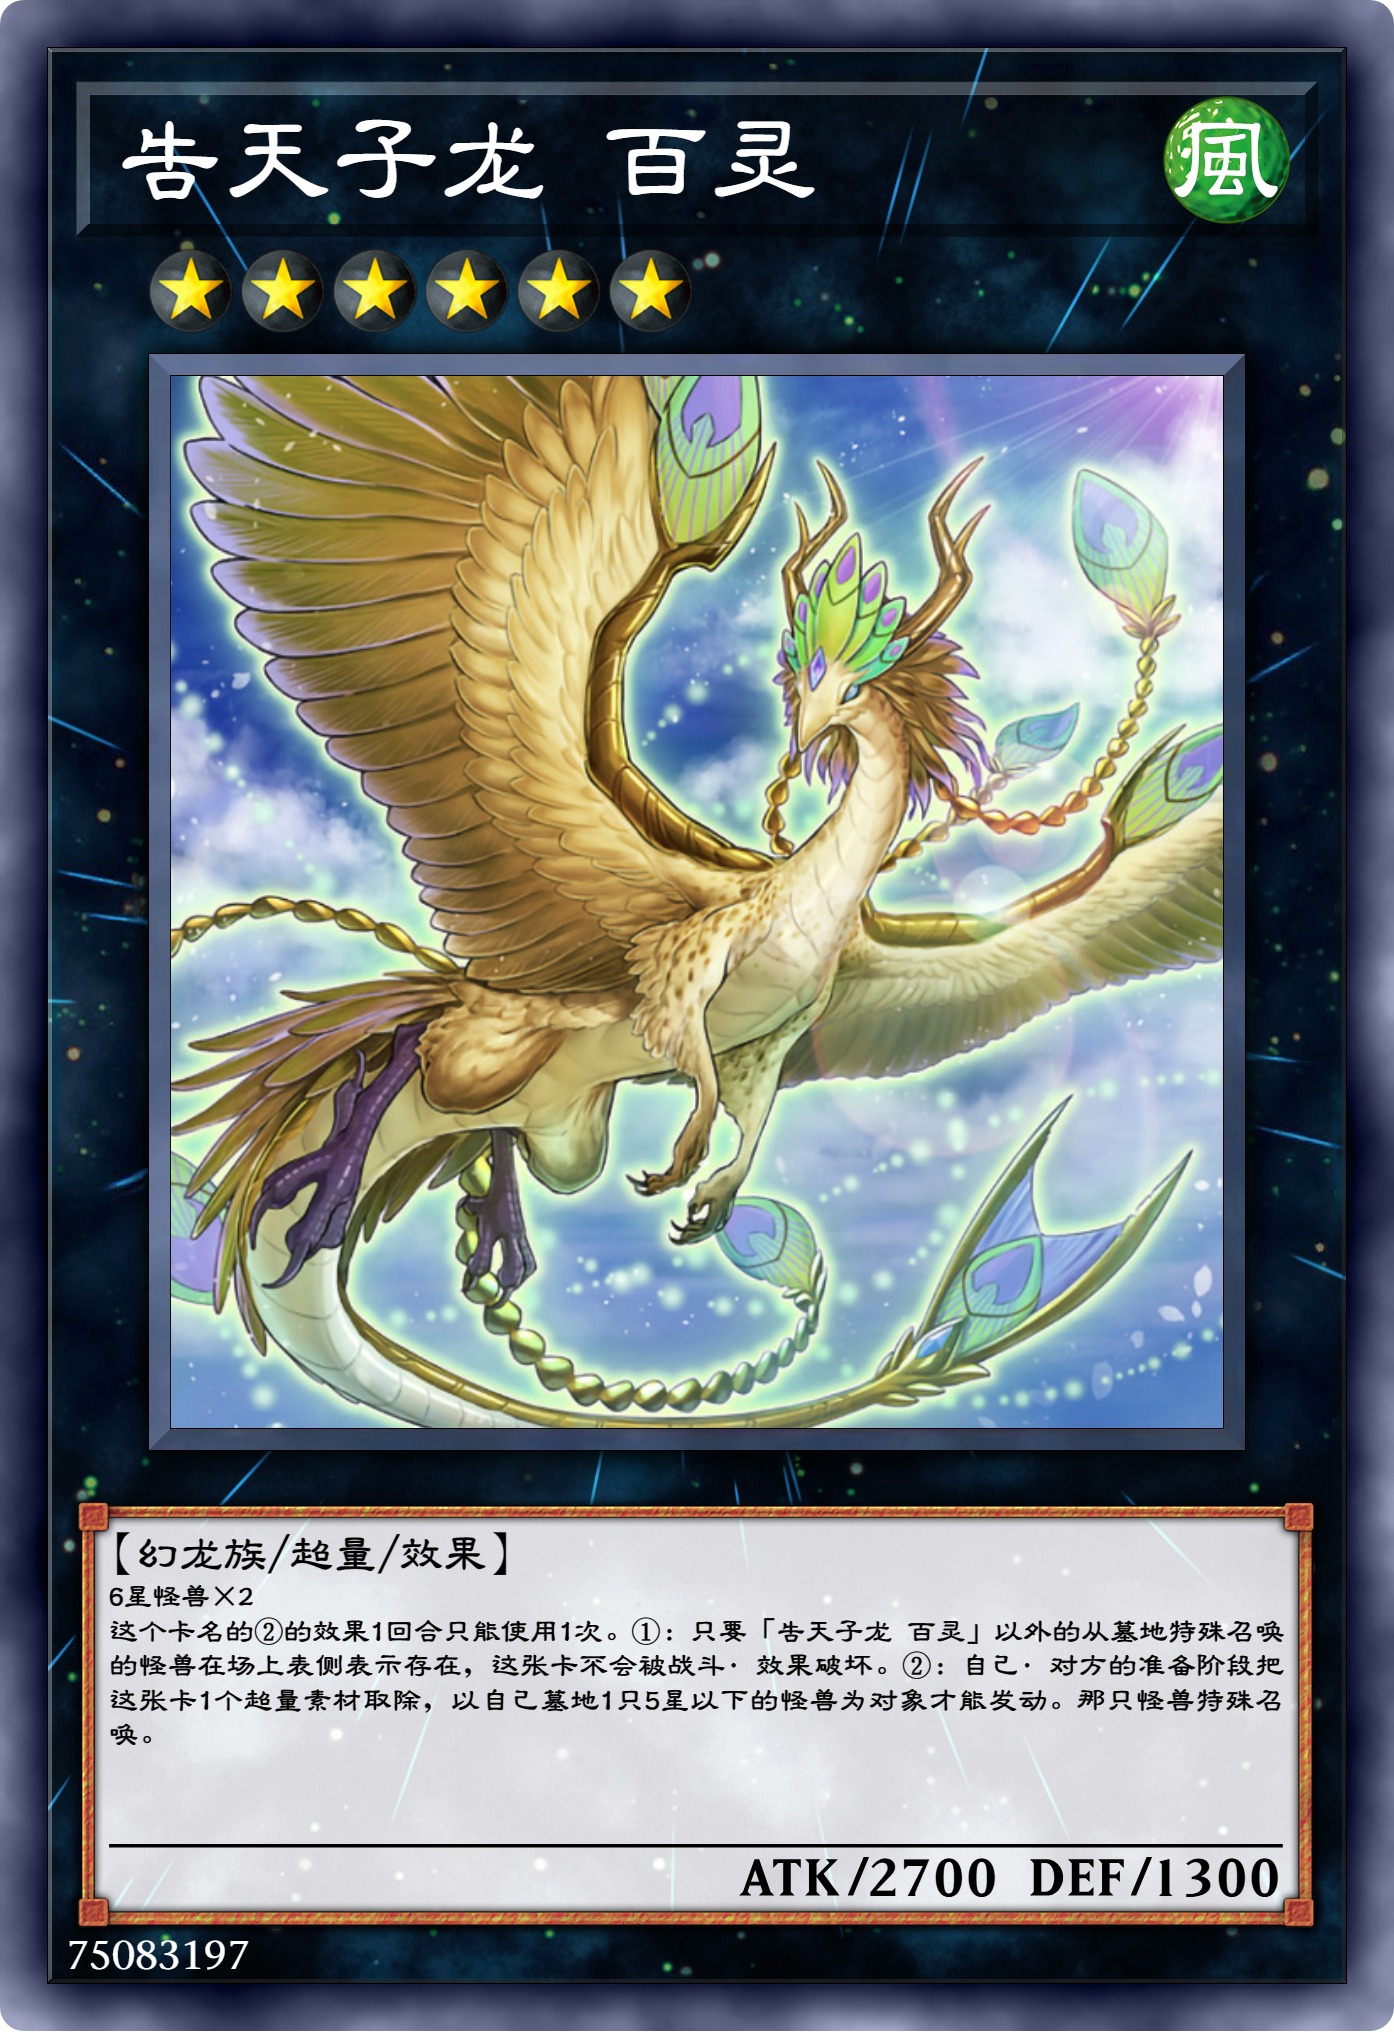 告天子龙 百灵
風
【幻龙族/超量/效果】
6星怪兽×2
这个卡名的②的效果1回合只能使用1次。①：只要「告天子龙 百灵」以外的从墓地特殊召唤
的怪兽在场上表侧表示存在，这张卡不会被战斗·效果破坏。②：自己·对方的准备阶段把
这张卡1个超量素材取除，以自己墓地1只5星以下的怪兽为对象才能发动。那只怪兽特殊召
唤。
ATK/2700 DEF/1300
75083197